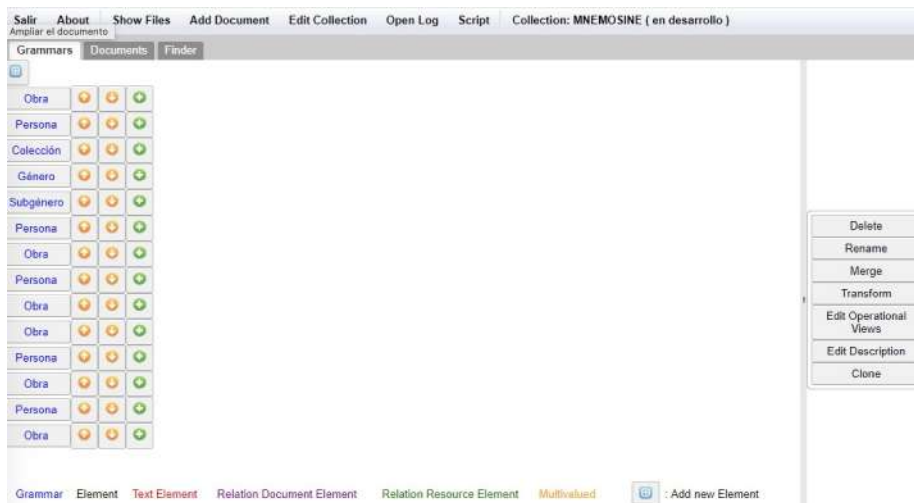 Salir About Show Files Add Document Edit Collection Open Log Script Collection: MNEMOSINE ( en desarrollo )
Ampliar el documento
Grammars Documents Finder
Obra
Persona
Colección
Género
Subgénero
Persona
Obra
Persona
Obra
Obra
Persona
Obra
Persona
Obra
Delete
Rename
Merge
Transform
Edit Operational
Views
Edit Description
Clone
Grammar Element Text Element Relation Document Element Relation Resource Element Multivalued : Add new Element